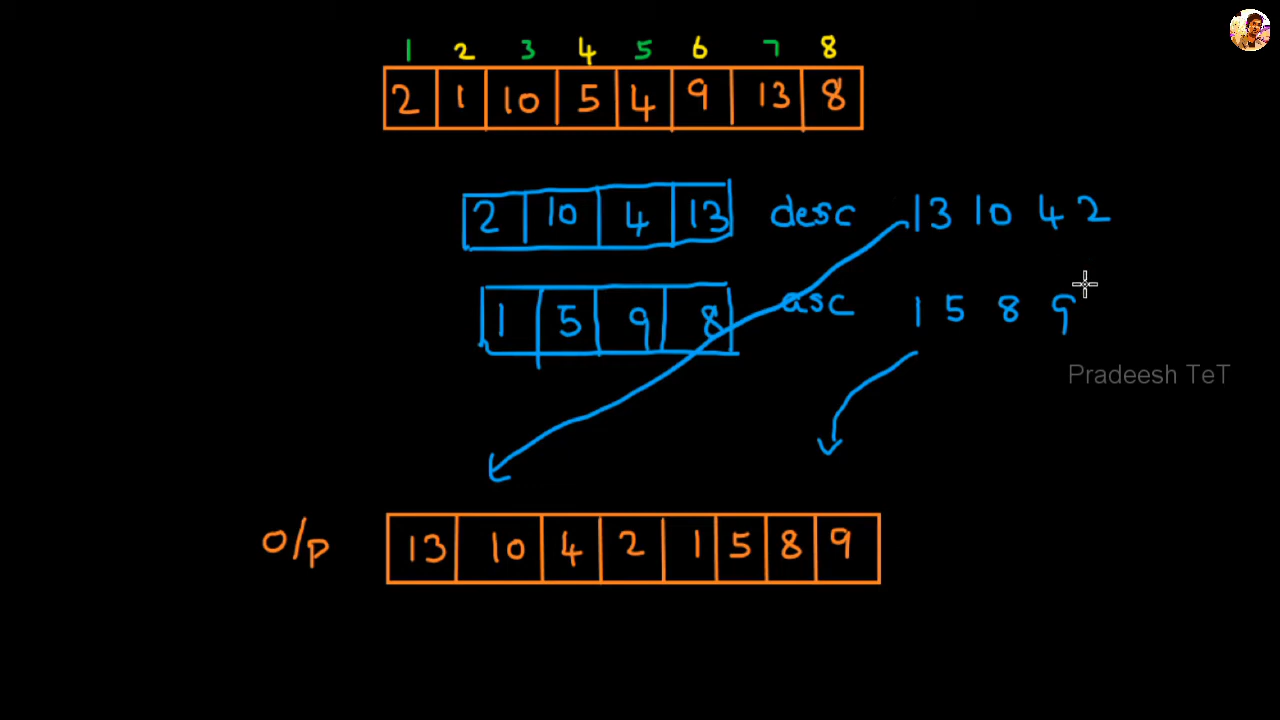 1 2 3 4 5 6 7 8
2 1 10 5 4 9 13 8
2 10 4 13 desc 13 10 4 2
1 5 9 8 asc 1 5 8 9
Pradeesh TeT
O/p 13 10 4 2 1 5 8 9